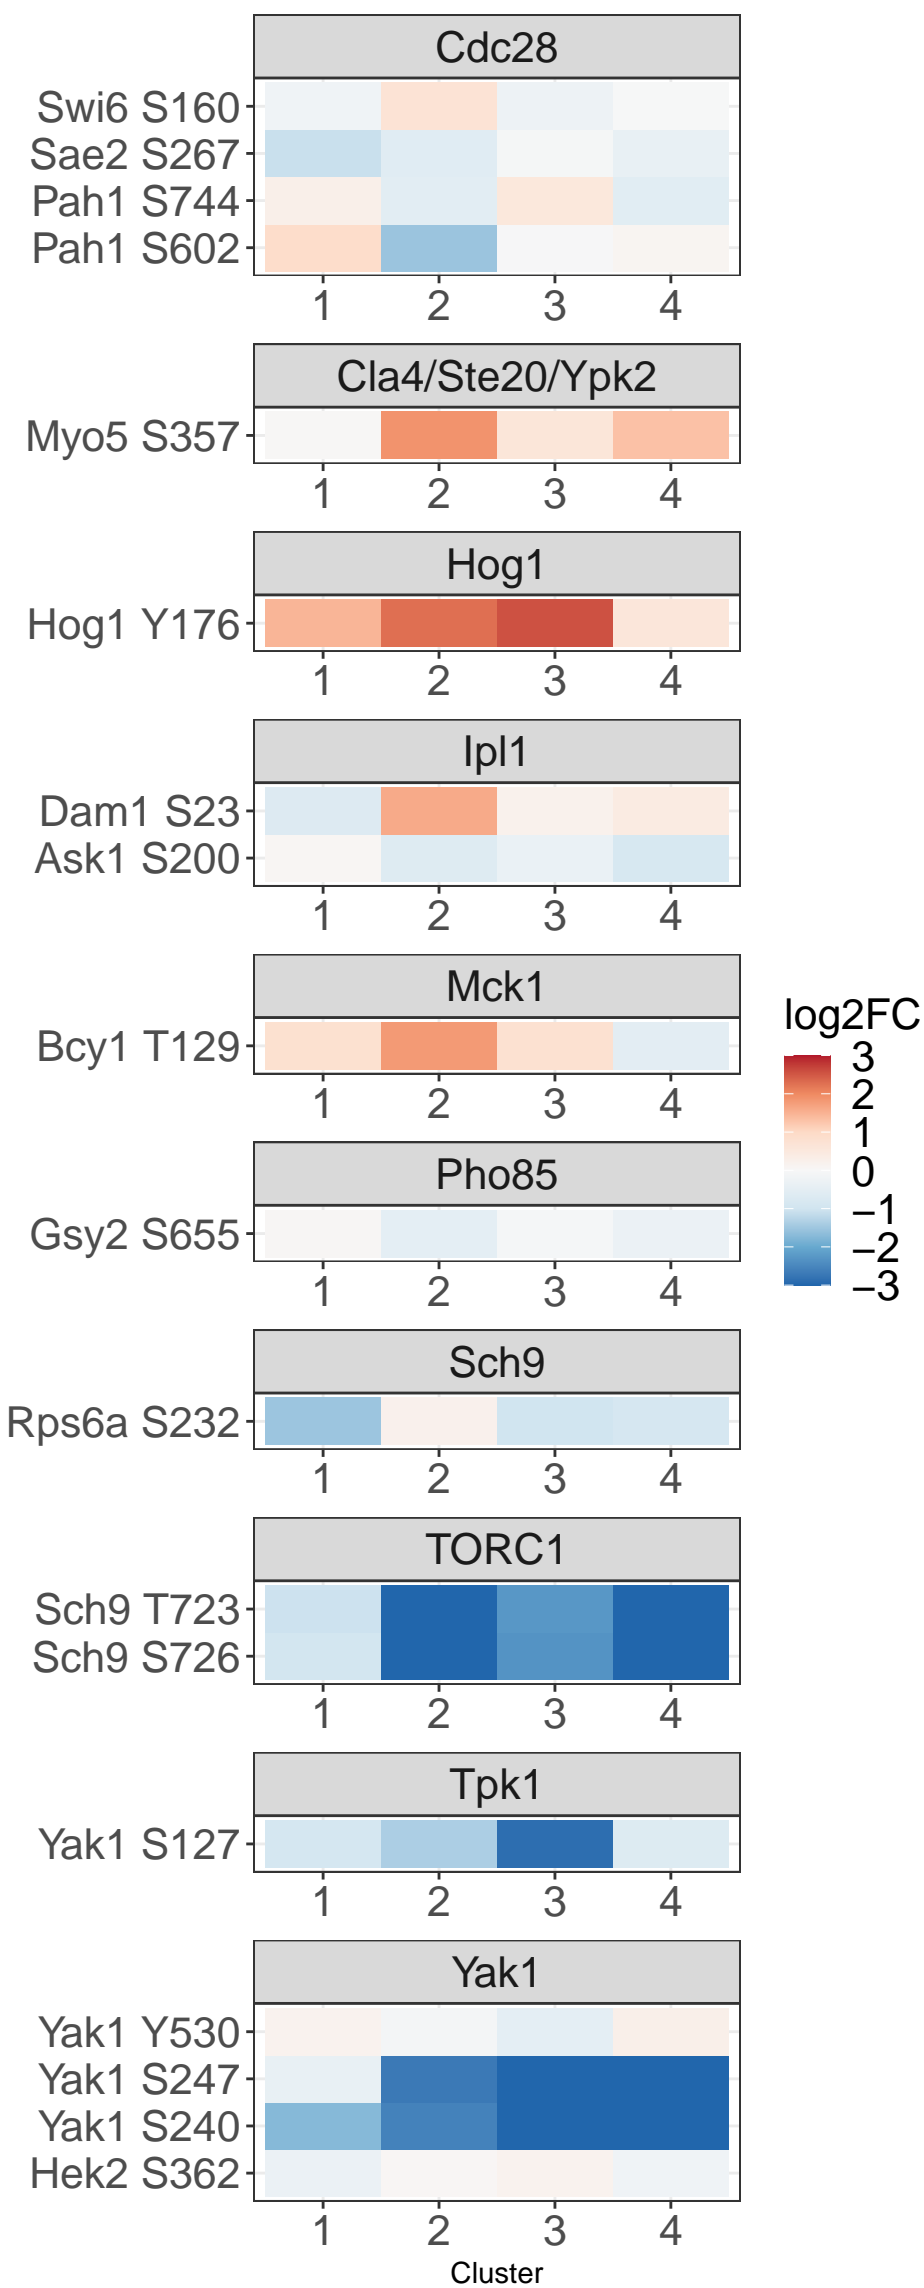 Cdc28
Swi6 S160
Sae2 S267
Pah1 S744
Pah1 S602
1 2 3 4
Cla4/Ste20/Ypk2
Myo5 S357
1 2 3 4
Hog1
Hog1 Y176
1 2 3 4
Ipl1
Dam1 S23
Ask1 S200
1 2 3 4
Mck1
Bcy1 T129
1 2 3 4
Pho85
Gsy2 S655
1 2 3 4
Sch9
Rps6a S232
1 2 3 4
TORC1
Sch9 T723
Sch9 S726
1 2 3 4
Tpk1
Yak1 S127
1 2 3 4
Yak1
Yak1 Y530
Yak1 S247
Yak1 S240
Hek2 S362
1 2 3 4
Cluster
log2FC
3
2
1
0
−1
−2
−3